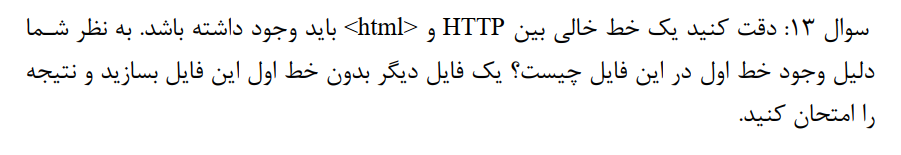 سوال ۱۳: دقت کنید یک خط خالی بین HTTP و <html> باید وجود داشته باشد. به نظر شما
دلیل وجود خط اول در این فایل چیست؟ یک فایل دیگر بدون خط اول این فایل بسازید و نتیجه
را امتحان کنید.